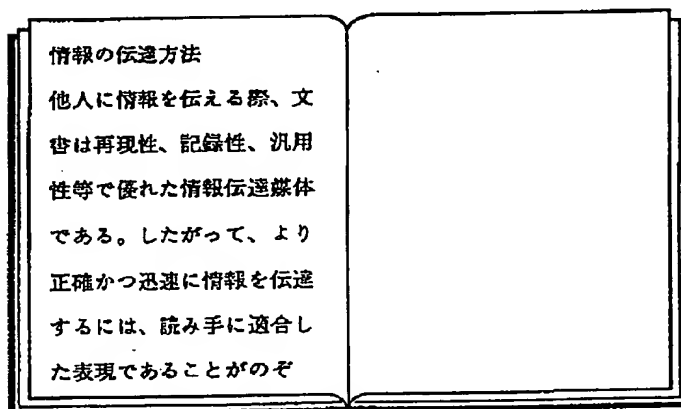 情報の伝達方法
他人に情報を伝える際、文
書は再現性、記録性、汎用
性等で優れた情報伝達媒体
である。したがって、より
正確かつ迅速に情報を伝達
するには、読み手に適合し
た表現であることがのぞ